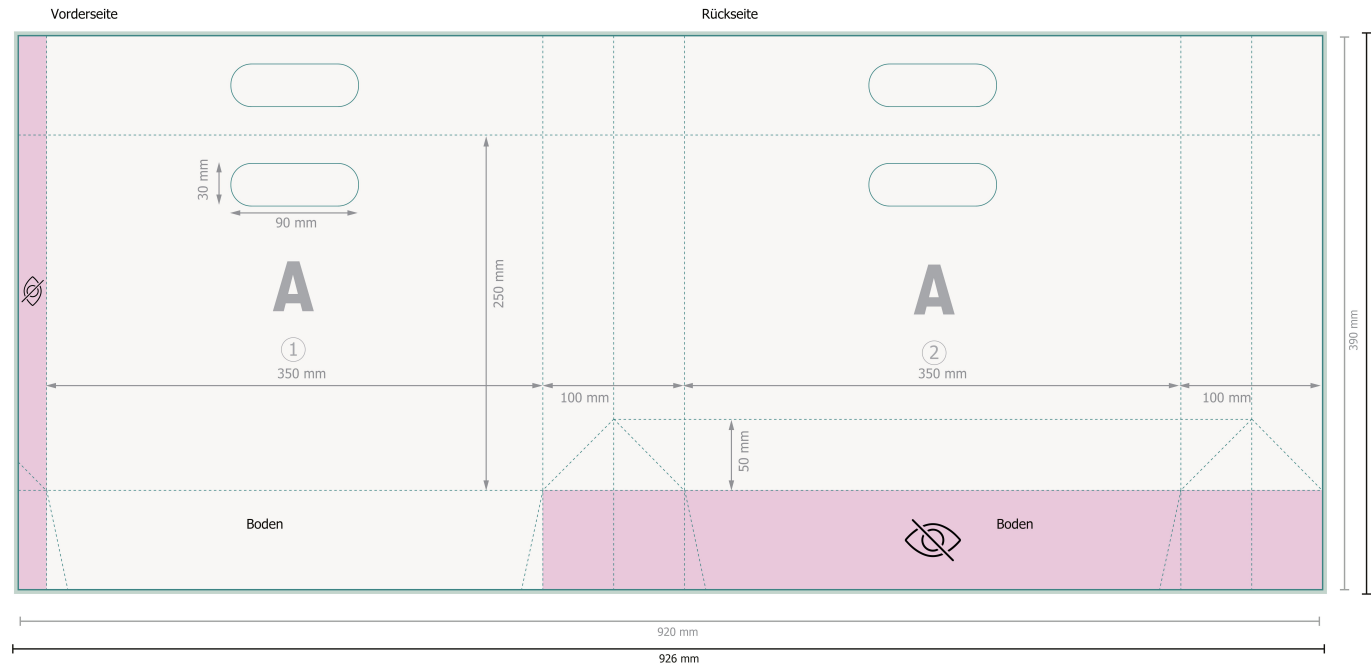 Vorderseite
Rückseite
30 mm
90 mm
250 mm
A
A
1
2
350 mm
350 mm
100 mm
100 mm
390 mm
50 mm
Boden
Boden
920 mm
926 mm